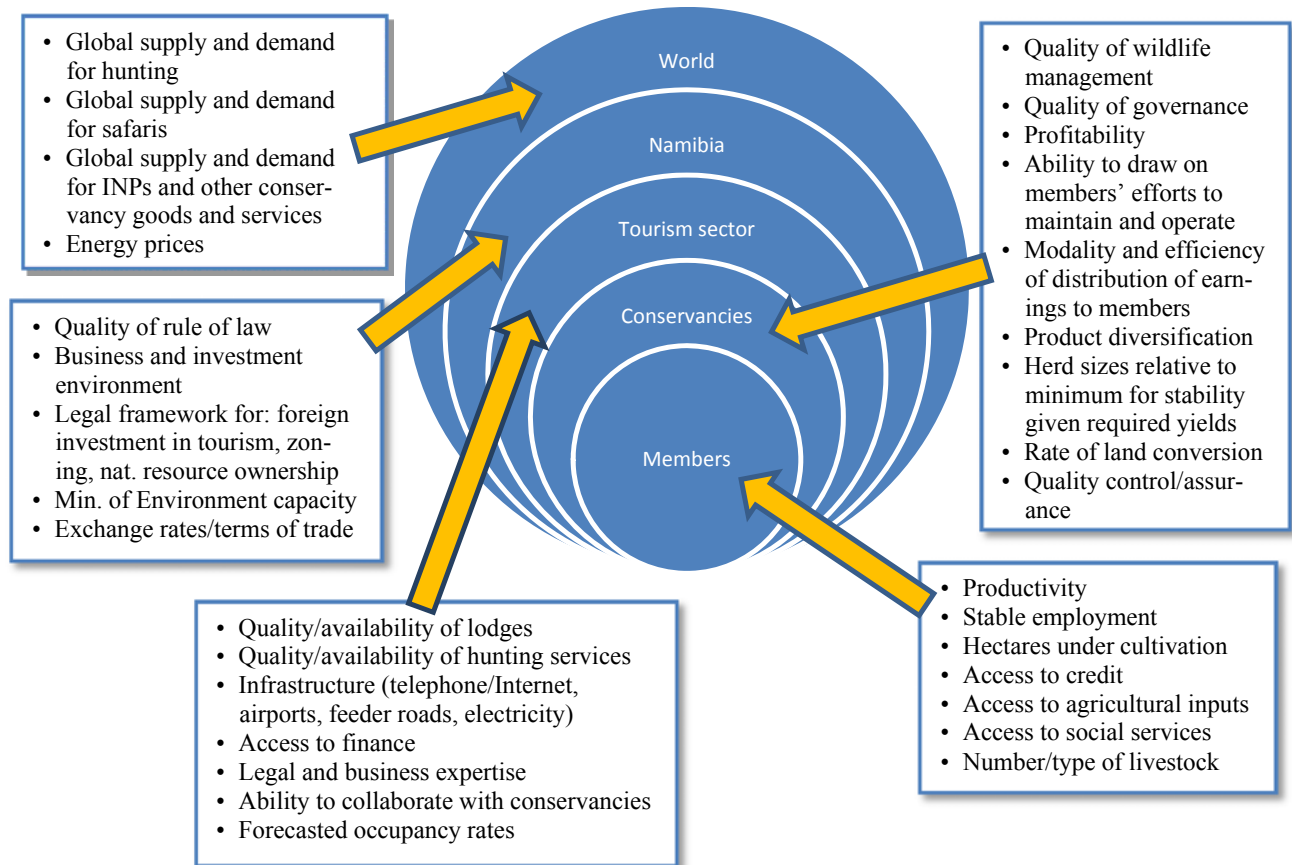 • Global supply and demand
for hunting
• Global supply and demand
for safaris
• Global supply and demand
for INPs and other conser-
vancy goods and services
• Energy prices
• Quality of rule of law
• Business and investment
environment
• Legal framework for: foreign
investment in tourism, zon-
ing, nat. resource ownership
• Min. of Environment capacity
• Exchange rates/terms of trade
• Quality/availability of lodges
• Quality/availability of hunting services
• Infrastructure (telephone/Internet,
airports, feeder roads, electricity)
• Access to finance
• Legal and business expertise
• Ability to collaborate with conservancies
• Forecasted occupancy rates
World
Namibia
Tourism sector
Conservancies
Members
• Quality of wildlife
management
• Quality of governance
• Profitability
• Ability to draw on
members’ efforts to
maintain and operate
• Modality and efficiency
of distribution of earn-
ings to members
• Product diversification
• Herd sizes relative to
minimum for stability
given required yields
• Rate of land conversion
• Quality control/assur-
ance
• Productivity
• Stable employment
• Hectares under cultivation
• Access to credit
• Access to agricultural inputs
• Access to social services
• Number/type of livestock